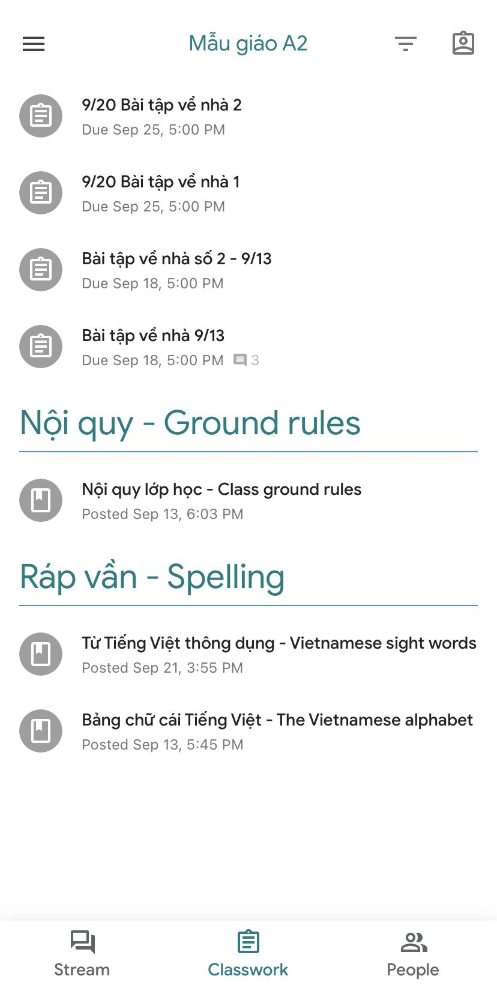 Mẫu giáo A2
9/20 Bài tập về nhà 2
Due Sep 25, 5:00 PM
9/20 Bài tập về nhà 1
Due Sep 25, 5:00 PM
Bài tập về nhà số 2 - 9/13
Due Sep 18, 5:00 PM
Bài tập về nhà 9/13
Due Sep 18, 5:00 PM 3
Nội quy - Ground rules
Nội quy lớp học - Class ground rules
Posted Sep 13, 6:03 PM
Ráp vần - Spelling
Từ Tiếng Việt thông dụng - Vietnamese sight words
Posted Sep 21, 3:55 PM
Bảng chữ cái Tiếng Việt - The Vietnamese alphabet
Posted Sep 13, 5:45 PM
Stream Classwork People